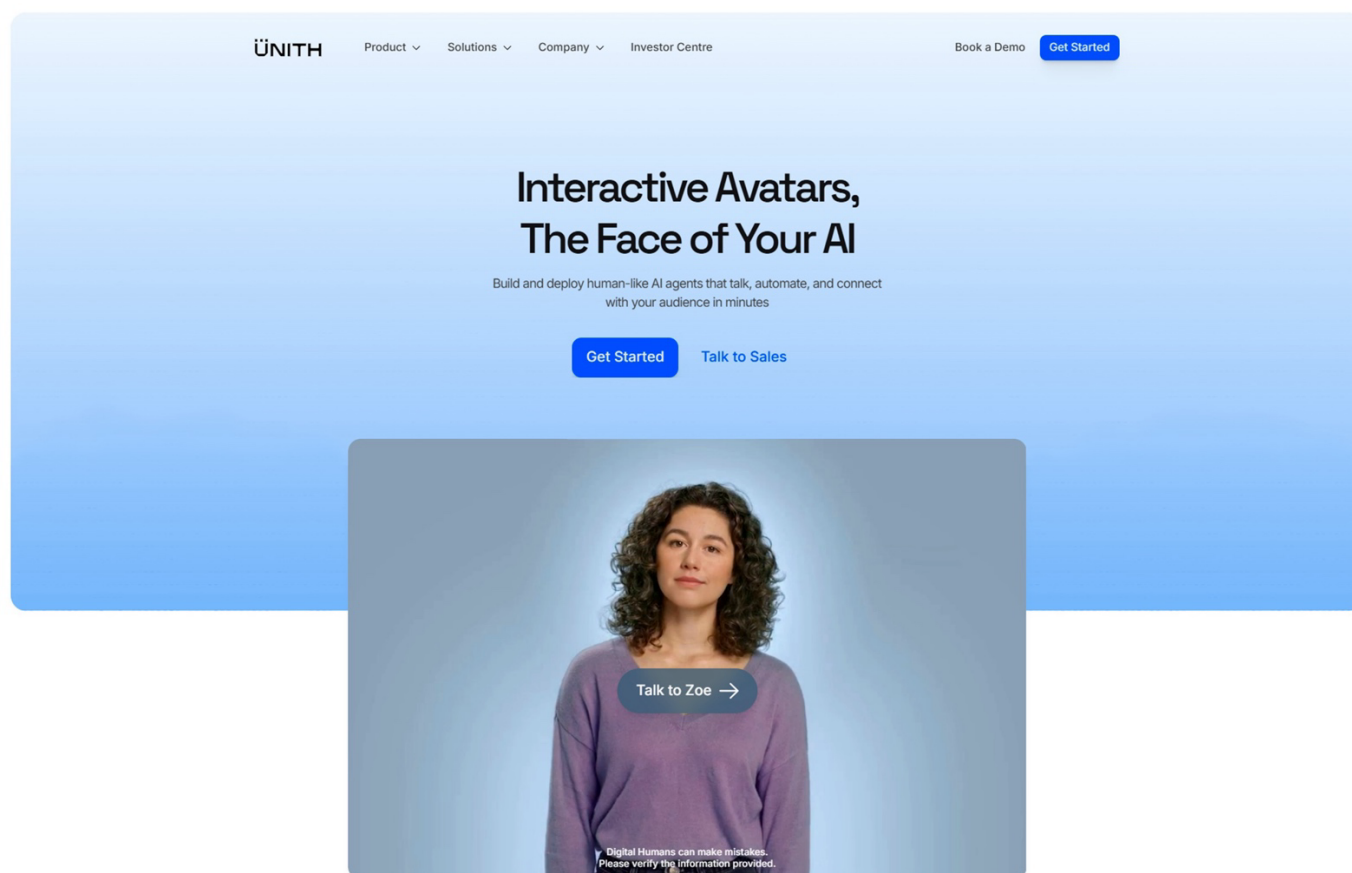 ÜNITH
Product
Solutions
Company
Investor Centre
Book a Demo
Get Started
Interactive Avatars,
The Face of Your AI
Build and deploy human-like AI agents that talk, automate, and connect
with your audience in minutes
Get Started
Talk to Sales
Talk to Zoe
Digital Humans can make mistakes.
Please verify the information provided.